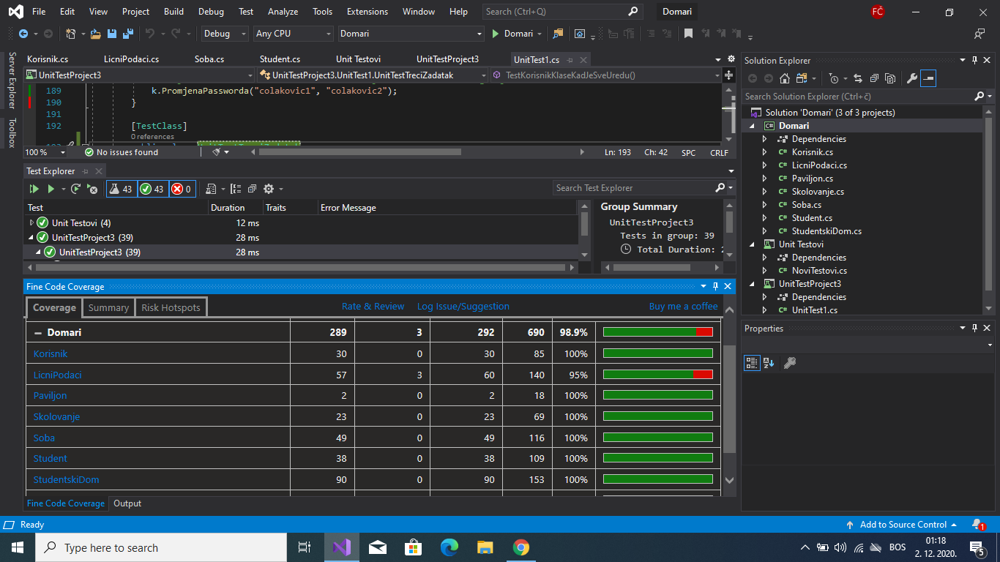 File Edit View Project Build Debug Test Analyze Tools Extensions Window Help Search (Ctrl+Q) Domari FČ
Debug Any CPU Domari Domari
Server Explorer
Toolbox
Korisnik.cs LicniPodaci.cs Soba.cs Student.cs Unit Testovi UnitTestProject3 UnitTest1.cs
UnitTestProject3 UnitTestProject3.UnitTest1.UnitTestTreciZadatak TestKorisnikKlaseKadJeSveUredu()
189 k.PromjenaPassworda("colakovic1", "colakovic2");
190 }
191
192 [TestClass]
0 references
100 % No issues found Ln: 193 Ch: 42 SPC CRLF
Test Explorer
43 43 0 Search Test Explorer
Test Duration Traits Error Message
Unit Testovi (4) 12 ms
UnitTestProject3 (39) 28 ms
UnitTestProject3 (39) 28 ms
Group Summary
UnitTestProject3
Tests in group: 39
Total Duration:
Fine Code Coverage
Coverage Summary Risk Hotspots Rate & Review Log Issue/Suggestion Buy me a coffee
– Domari 289 3 292 690 98.9%
Korisnik 30 0 30 85 100%
LicniPodaci 57 3 60 140 95%
Paviljon 2 0 2 18 100%
Skolovanje 23 0 23 69 100%
Soba 49 0 49 116 100%
Student 38 0 38 109 100%
StudentskiDom 90 0 90 153 100%
Fine Code Coverage Output
Solution Explorer
Search Solution Explorer (Ctrl+č)
Solution 'Domari' (3 of 3 projects)
C# Domari
Dependencies
C# Korisnik.cs
C# LicniPodaci.cs
C# Paviljon.cs
C# Skolovanje.cs
C# Soba.cs
C# Student.cs
C# StudentskiDom.cs
Unit Testovi
Dependencies
C# NoviTestovi.cs
UnitTestProject3
Dependencies
C# UnitTest1.cs
Properties
Ready Add to Source Control 1
Type here to search BOS 01:18
2. 12. 2020. 5